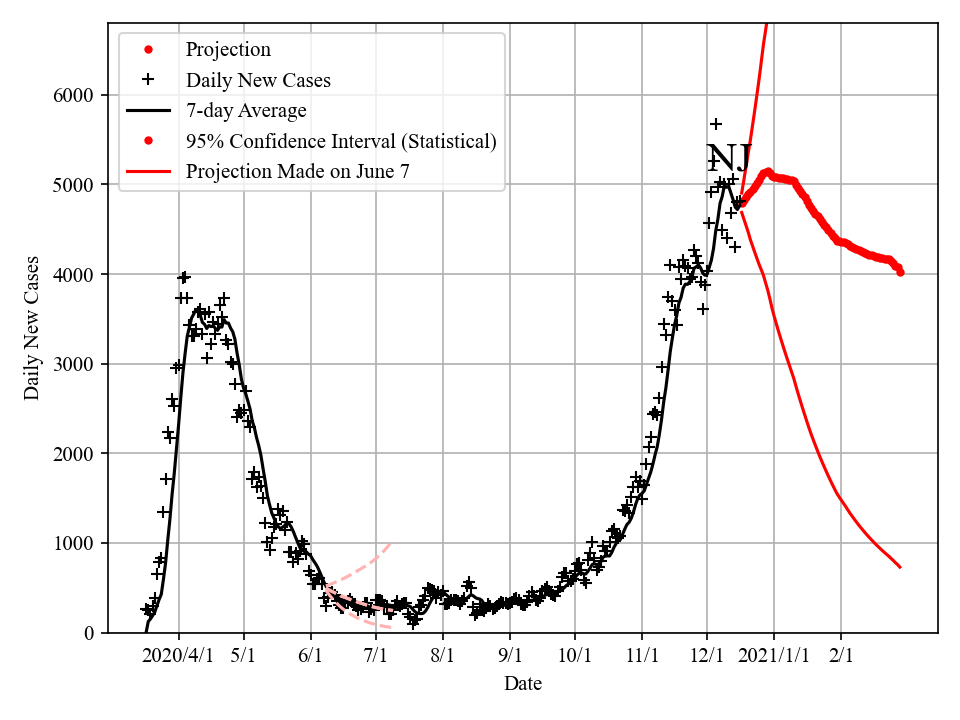 Projection
Daily New Cases
7-day Average
95% Confidence Interval (Statistical)
Projection Made on June 7
NJ
Daily New Cases
6000
5000
4000
3000
2000
1000
0
2020/4/1 5/1 6/1 7/1 8/1 9/1 10/1 11/1 12/1 2021/1/1 2/1
Date